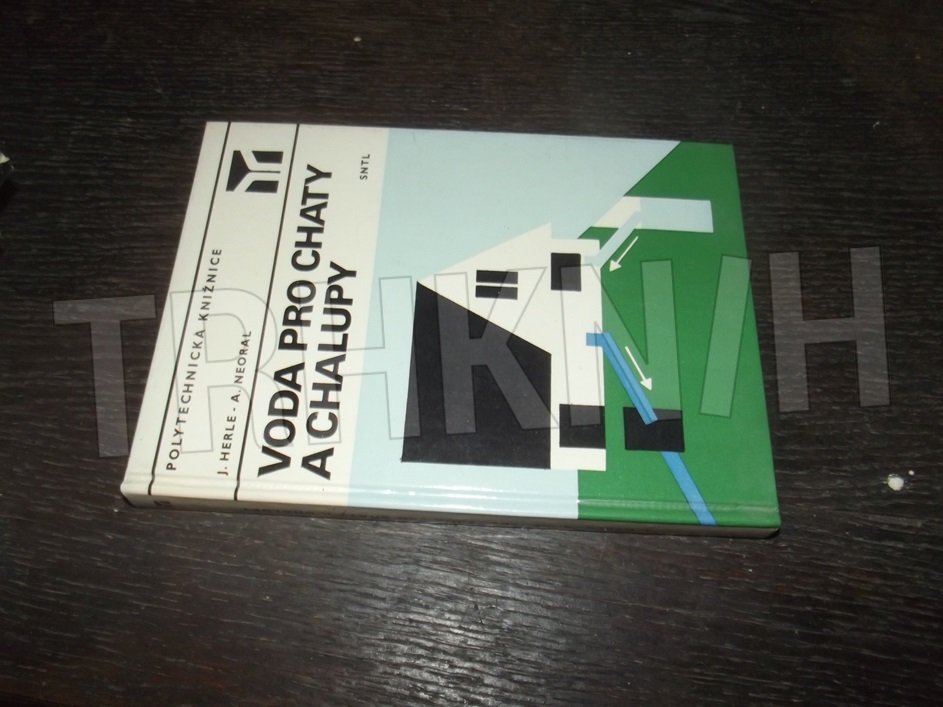 POLYTECHNICKÁ KNIŽNICE
J. HERLE - A. NEORAL
VODA PRO CHATY
A CHALUPY
SNTL
TRHKNIH